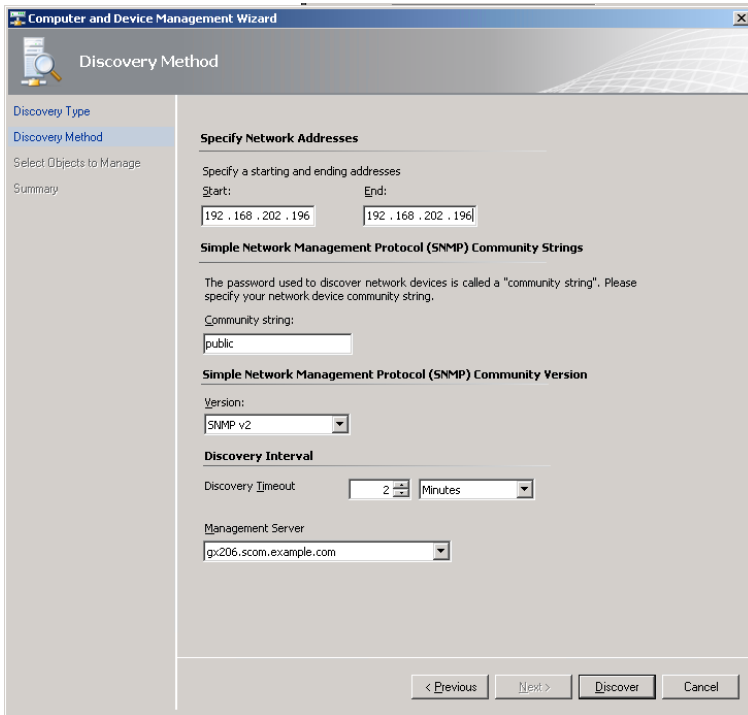 Computer and Device Management Wizard
Discovery Method
Discovery Type
Discovery Method
Select Objects to Manage
Summary
Specify Network Addresses
Specify a starting and ending addresses
Start: End:
192 . 168 . 202 . 196 192 . 168 . 202 . 196
Simple Network Management Protocol (SNMP) Community Strings
The password used to discover network devices is called a "community string". Please
specify your network device community string.
Community string:
public
Simple Network Management Protocol (SNMP) Community Version
Version:
SNMP v2
Discovery Interval
Discovery Timeout 2 Minutes
Management Server
gx206.scom.example.com
< Previous Next > Discover Cancel